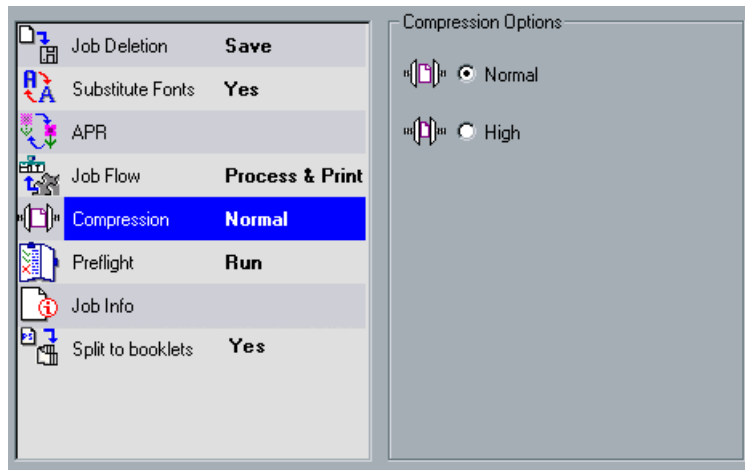 Job Deletion Save
Substitute Fonts Yes
APR
Job Flow Process & Print
Compression Normal
Preflight Run
Job Info
Split to booklets Yes
Compression Options
Normal
High